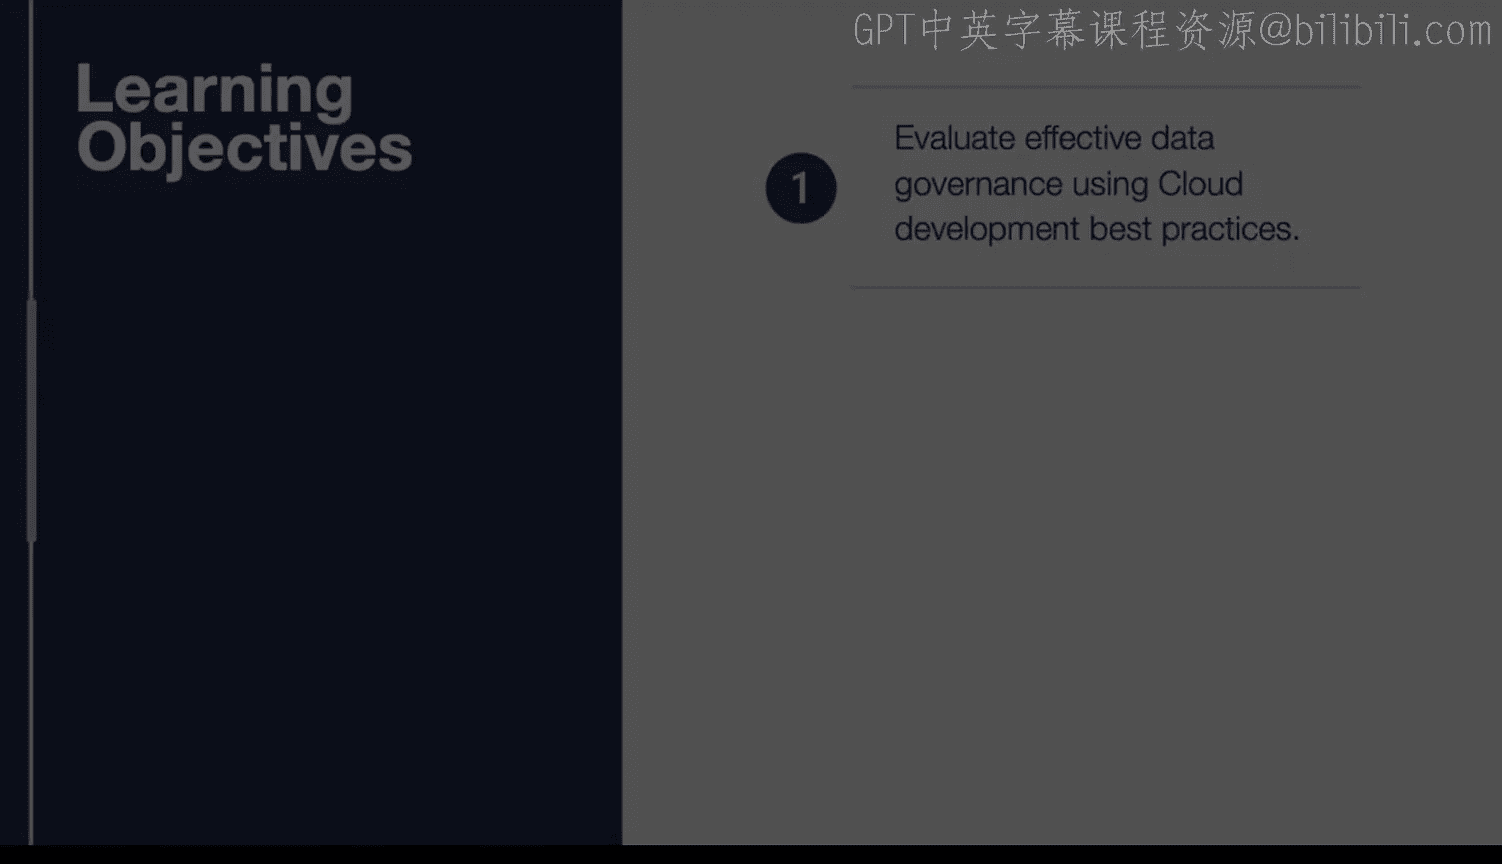 GPT中英字幕课程资源@bilibili.com
Learning
Objectives
1
Evaluate effective data
governance using Cloud
development best practices.